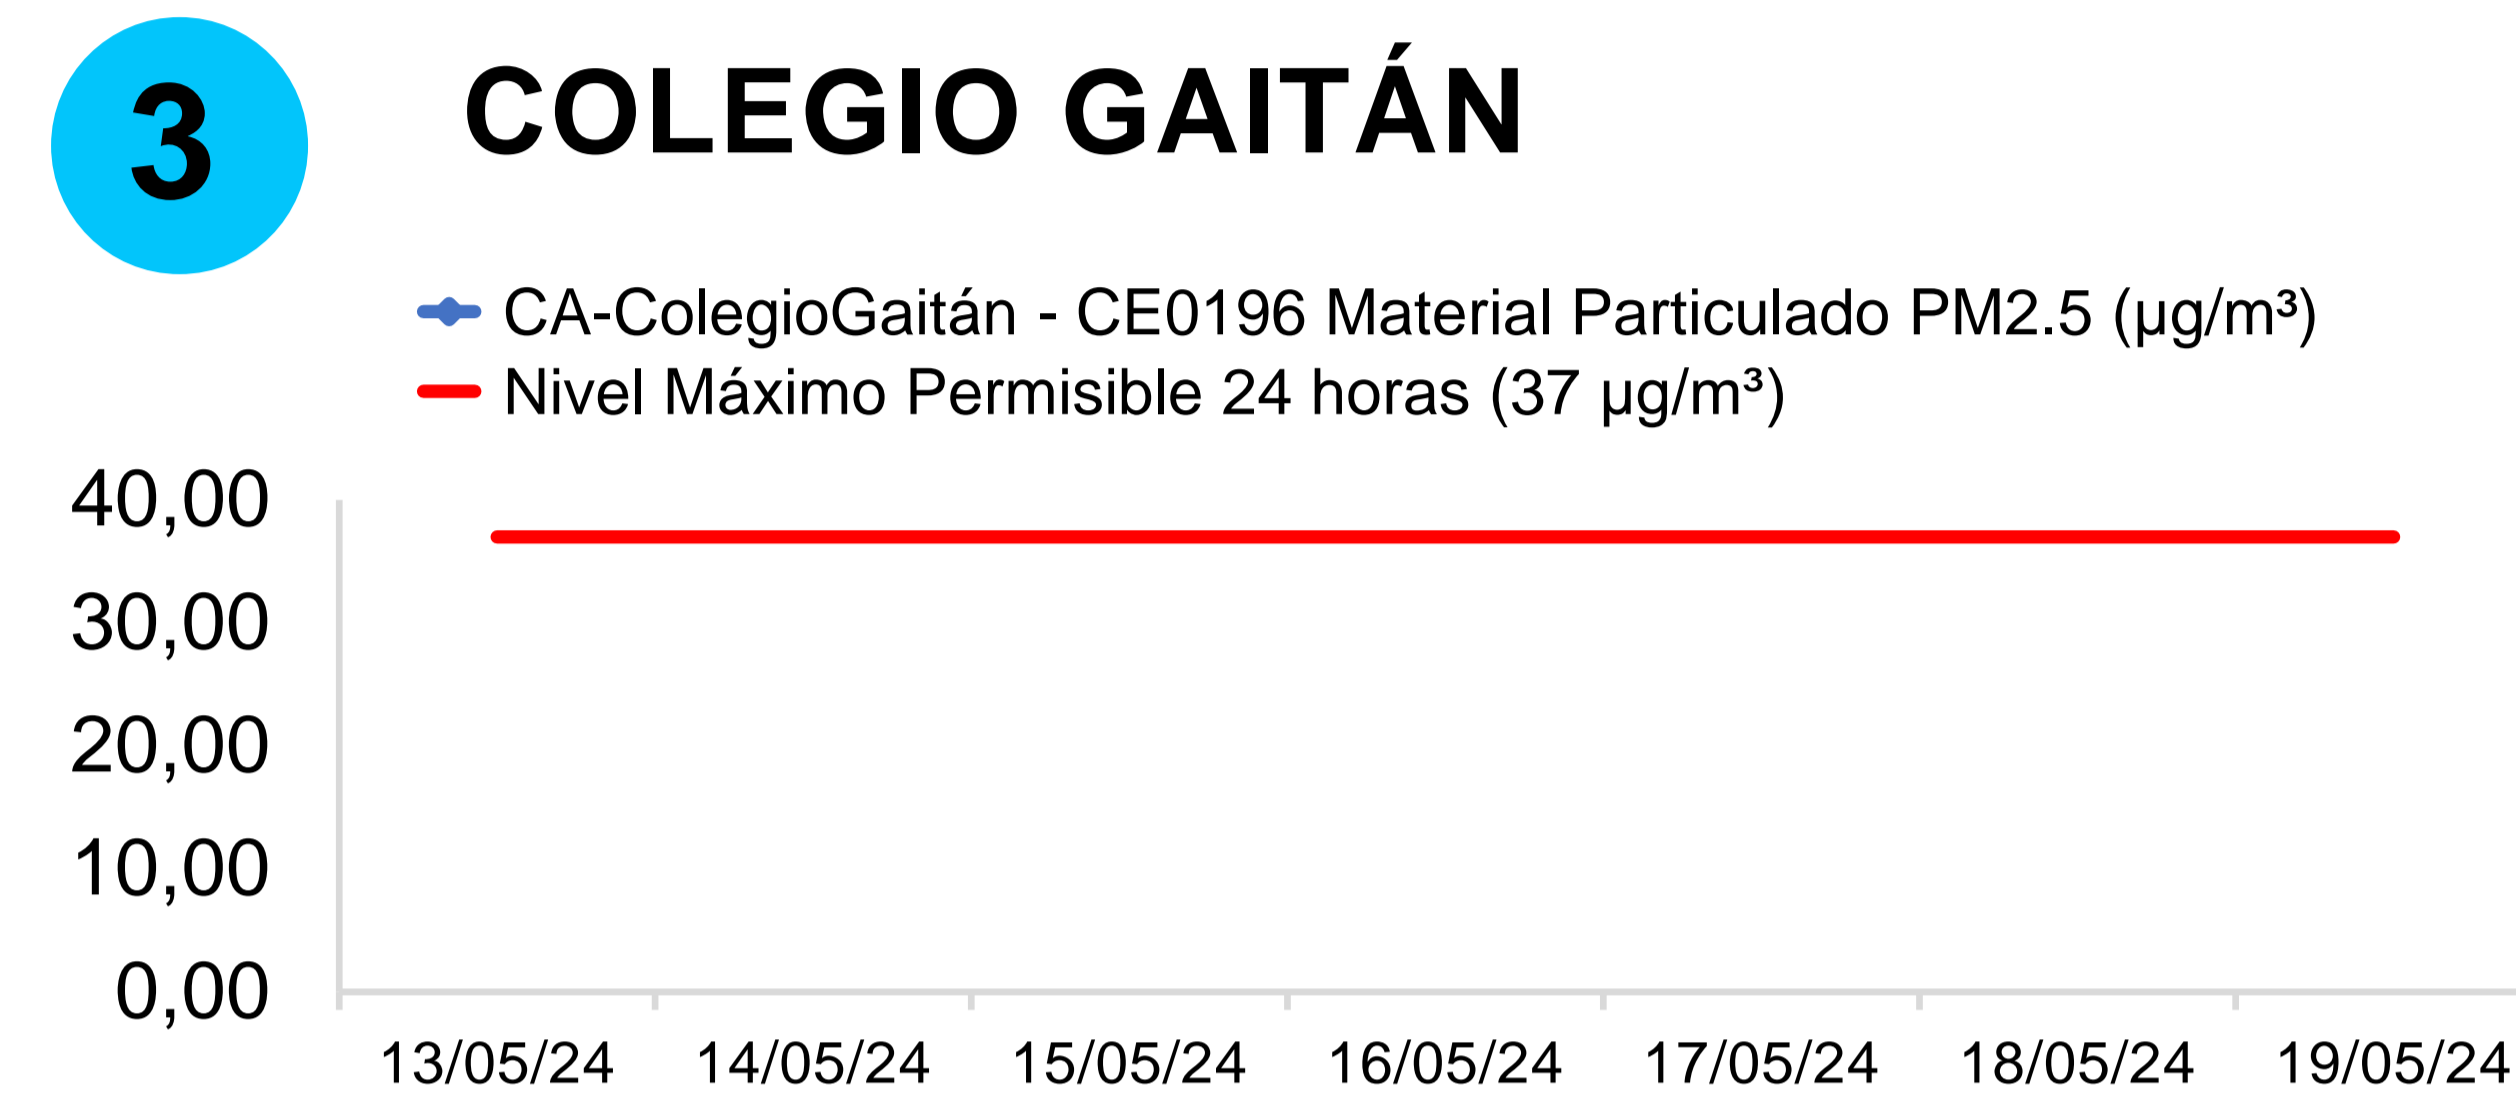 3
COLEGIO GAITÁN
CA-ColegioGaitán - CE0196 Material Particulado PM2.5 (µg/m³)
Nivel Máximo Permisible 24 horas (37 µg/m³)
40,00
30,00
20,00
10,00
0,00
13/05/24 14/05/24 15/05/24 16/05/24 17/05/24 18/05/24 19/05/24